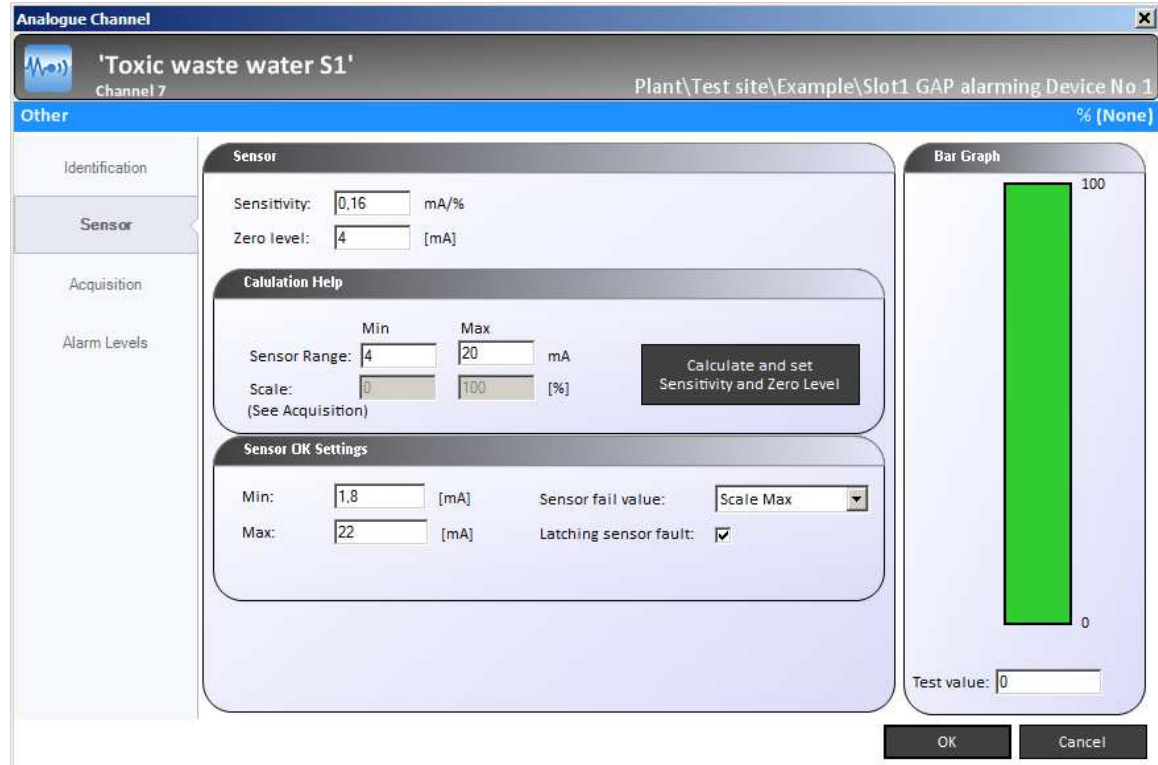 Analogue Channel
'Toxic waste water S1'
Channel 7
Plant\Test site\Example\Slot1 GAP alarming Device No 1
Other
% (None)
Identification
Sensor
Acquisition
Alarm Levels
Sensor
Sensitivity: 0,16 mA/%
Zero level: 4 [mA]
Calulation Help
Min Max
Sensor Range: 4 20 mA
Scale: 0 100 [%]
(See Acquisition)
Calculate and set
Sensitivity and Zero Level
Sensor OK Settings
Min: 1.8 [mA] Sensor fail value: Scale Max
Max: 22 [mA] Latching sensor fault:
Bar Graph
100
0
Test value: 0
OK Cancel